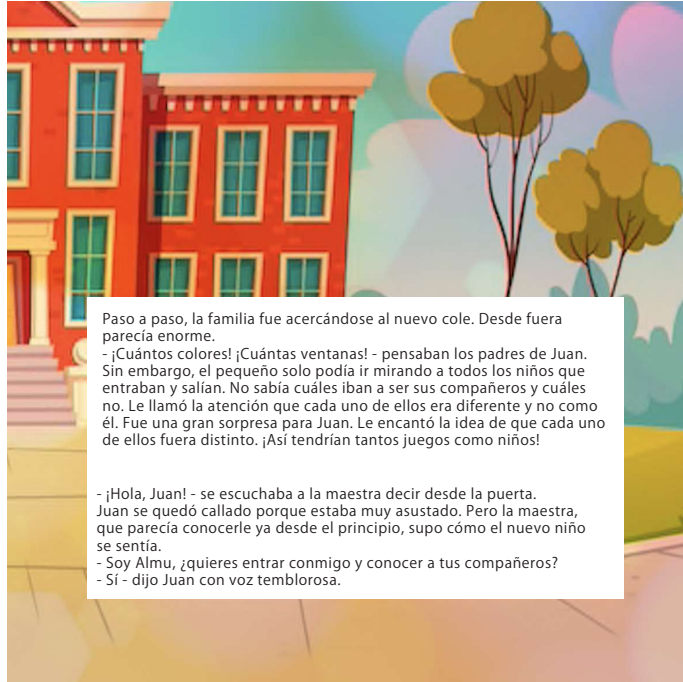 Paso a paso, la familia fue acercándose al nuevo cole. Desde fuera
parecía enorme.
- ¡Cuántos colores! ¡Cuántas ventanas! - pensaban los padres de Juan.
Sin embargo, el pequeño solo podía ir mirando a todos los niños que
entraban y salían. No sabía cuáles iban a ser sus compañeros y cuáles
no. Le llamó la atención que cada uno de ellos era diferente y no como
él. Fue una gran sorpresa para Juan. Le encantó la idea de que cada uno
de ellos fuera distinto. ¡Así tendrían tantos juegos como niños!
- ¡Hola, Juan! - se escuchaba a la maestra decir desde la puerta.
Juan se quedó callado porque estaba muy asustado. Pero la maestra,
que parecía conocerle ya desde el principio, supo cómo el nuevo niño
se sentía.
- Soy Almu, ¿quieres entrar conmigo y conocer a tus compañeros?
- Sí - dijo Juan con voz temblorosa.